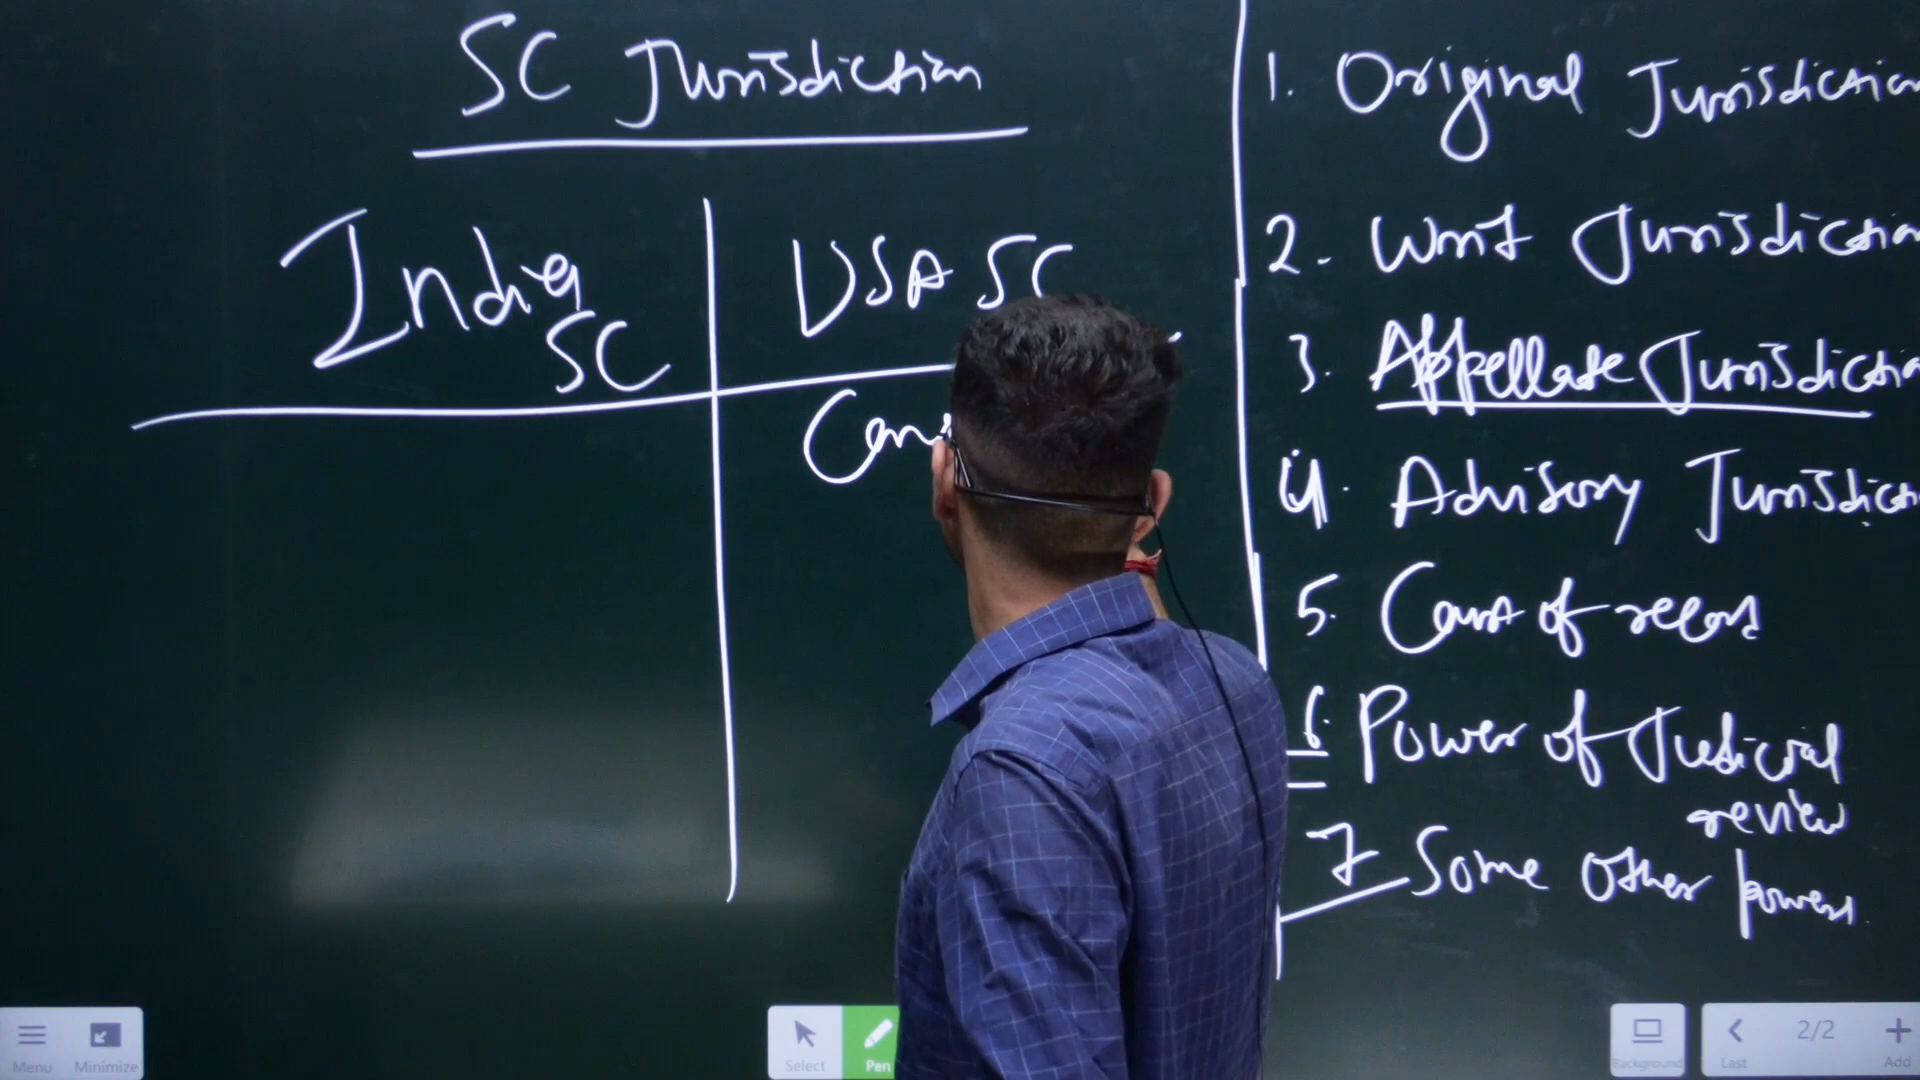 SC Jurisdiction
India
SC
USA SC
1. Original Jurisdiction
2. Writ Jurisdiction
3. Appellate Jurisdiction
4. Advisory Jurisdiction
5. Court of record
6. Power of Judicial
review
7 Some other powers.
Menu
Minimize
Select
Pen
Background
Last
2/2
Add